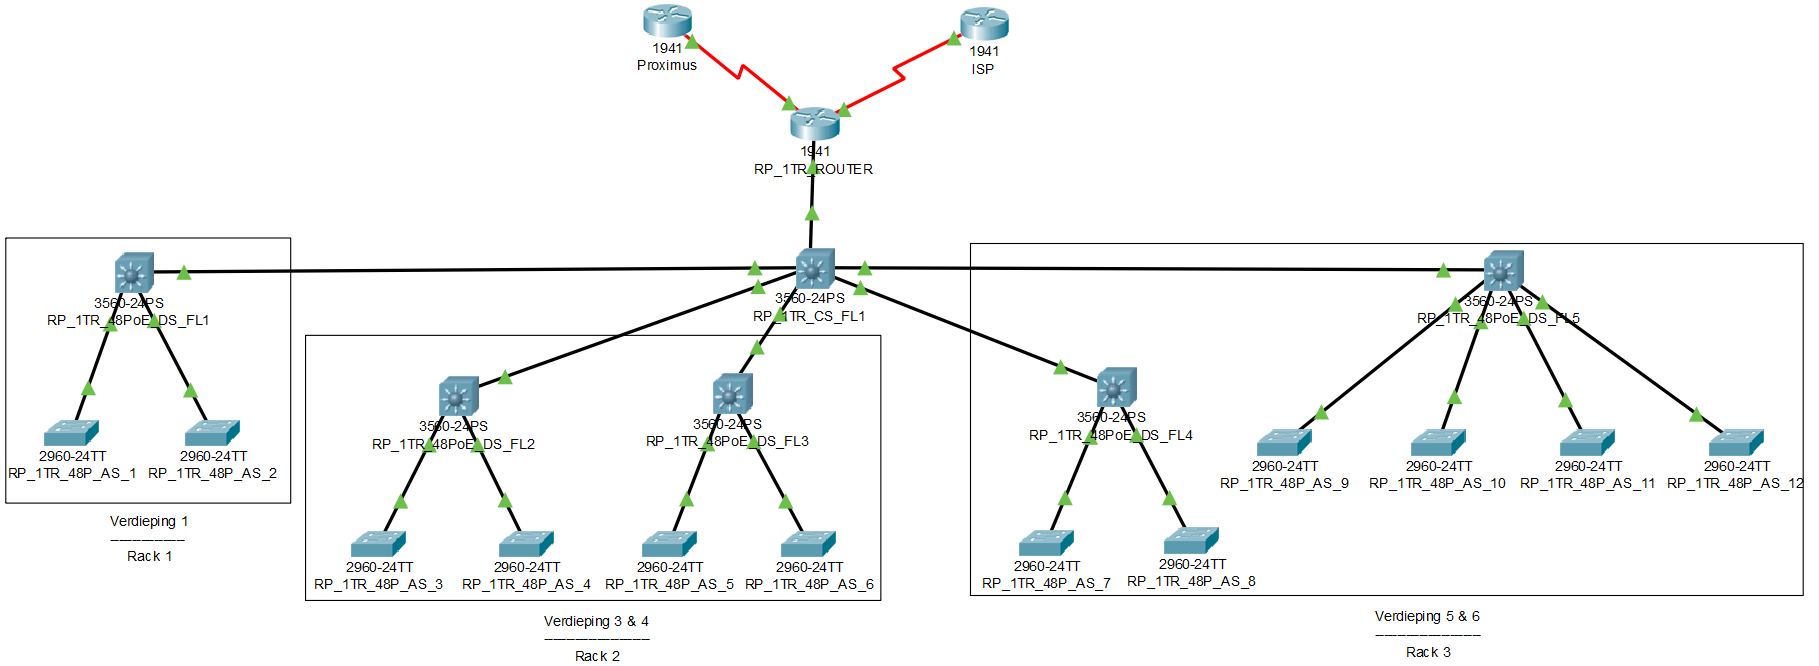 1941
Proximus
1941
ISP
1941
RP_1TR_ROUTER
3560-24PS
RP_1TR_48PoE_DS_FL1
3560-24PS
RP_1TR_CS_FL1
3560-24PS
RP_1TR_48PoE_DS_FL5
3560-24PS
RP_1TR_48PoE_DS_FL2
3560-24PS
RP_1TR_48PoE_DS_FL3
3560-24PS
RP_1TR_48PoE_DS_FL4
2960-24TT
RP_1TR_48P_AS_1
2960-24TT
RP_1TR_48P_AS_2
2960-24TT
RP_1TR_48P_AS_9
2960-24TT
RP_1TR_48P_AS_10
2960-24TT
RP_1TR_48P_AS_11
2960-24TT
RP_1TR_48P_AS_12
Verdieping 1
--------------------
Rack 1
2960-24TT
RP_1TR_48P_AS_3
2960-24TT
RP_1TR_48P_AS_4
2960-24TT
RP_1TR_48P_AS_5
2960-24TT
RP_1TR_48P_AS_6
2960-24TT
RP_1TR_48P_AS_7
2960-24TT
RP_1TR_48P_AS_8
Verdieping 3 & 4
----------------------------
Rack 2
Verdieping 5 & 6
----------------------------
Rack 3